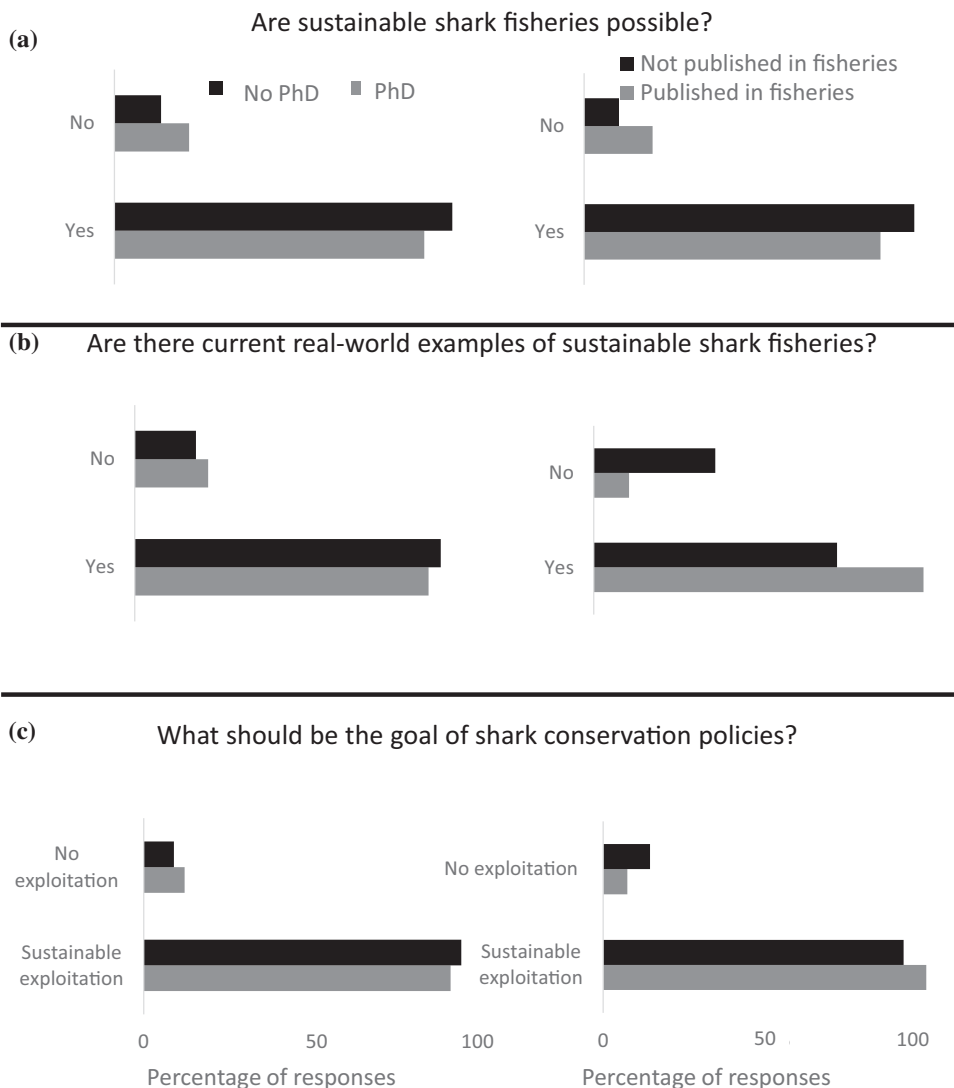 (a)
Are sustainable shark fisheries possible?
No PhD PhD
No
Yes
Not published in fisheries
Published in fisheries
No
Yes
(b)
Are there current real-world examples of sustainable shark fisheries?
No
Yes
No
Yes
(c)
What should be the goal of shark conservation policies?
No
exploitation
Sustainable
exploitation
0 50 100
Percentage of responses
No exploitation
Sustainable
exploitation
0 50 100
Percentage of responses